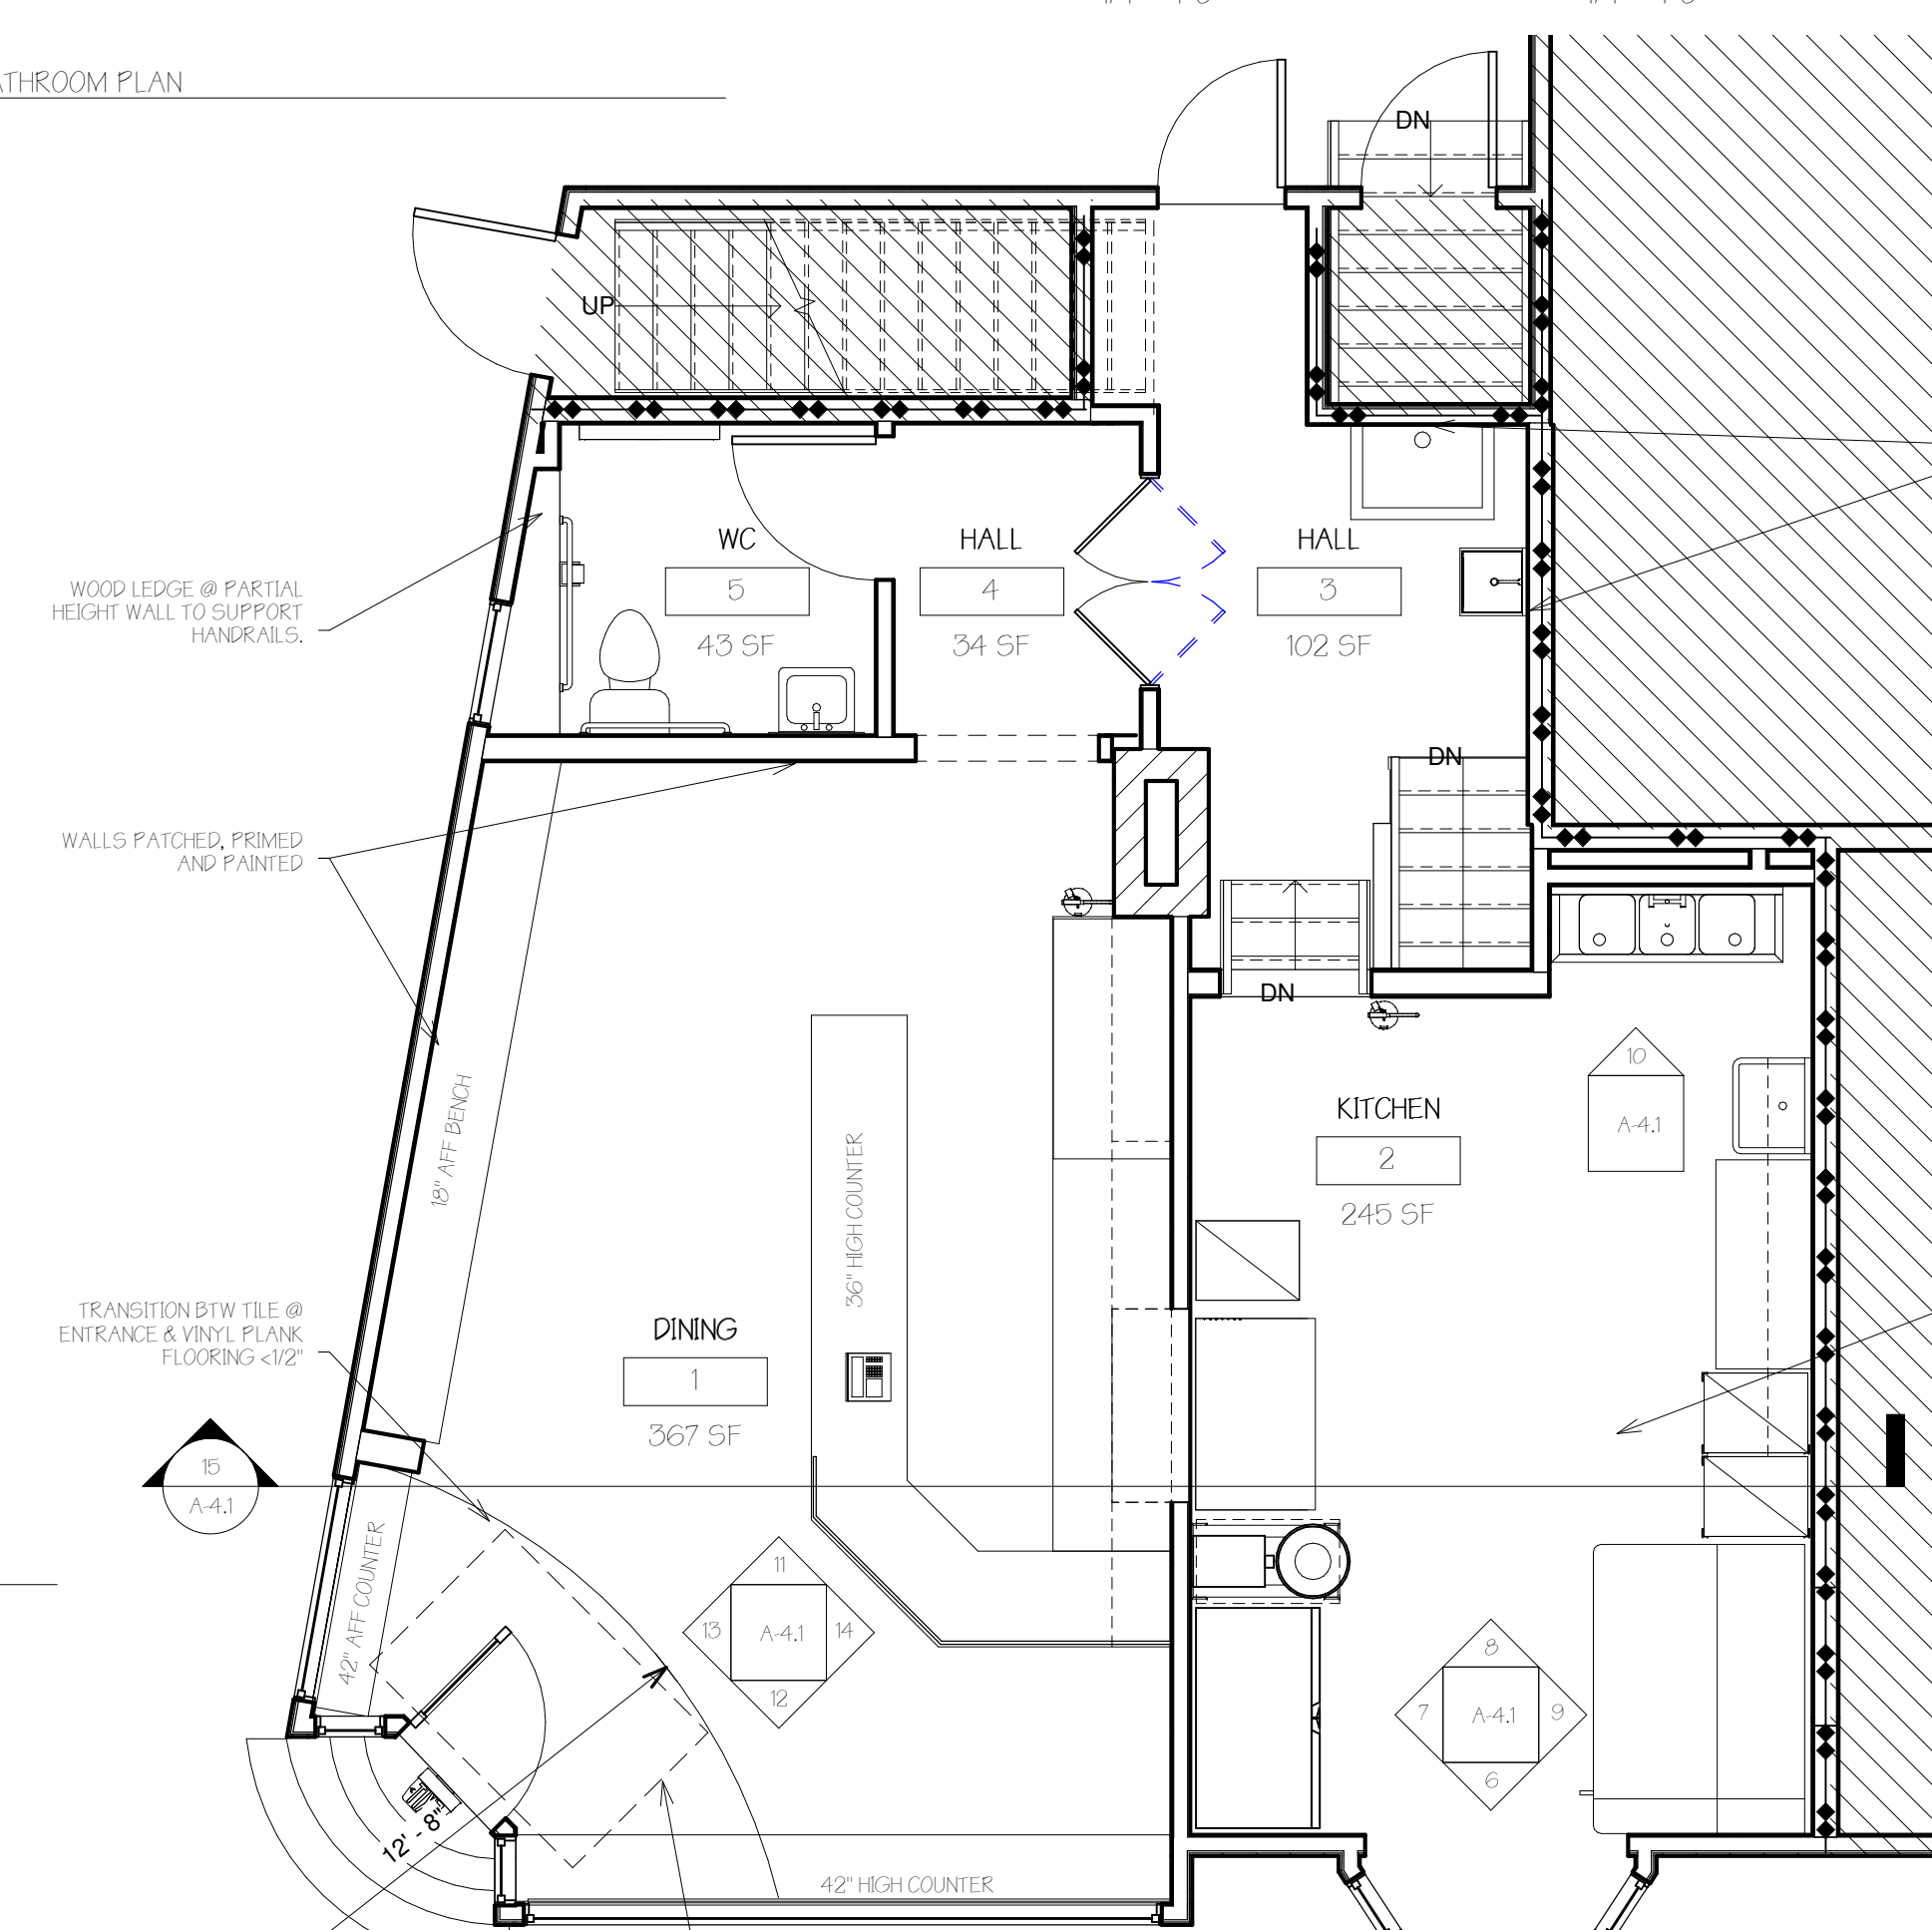 ATHROOM PLAN
DN
UP
WC
5
43 SF
HALL
4
34 SF
HALL
3
102 SF
WOOD LEDGE @ PARTIAL
HEIGHT WALL TO SUPPORT
HANDRAILS.
DN
WALLS PATCHED, PRIMED
AND PAINTED
DN
18" AFF BENCH
36" HIGH COUNTER
KITCHEN
2
245 SF
10
A-4.1
TRANSITION BTW TILE @
ENTRANCE & VINYL PLANK
FLOORING <1/2"
DINING
1
367 SF
15
A-4.1
42" AFF COUNTER
11
13
A-4.1
14
12
8
7
A-4.1
9
6
12' - 8"
42" HIGH COUNTER